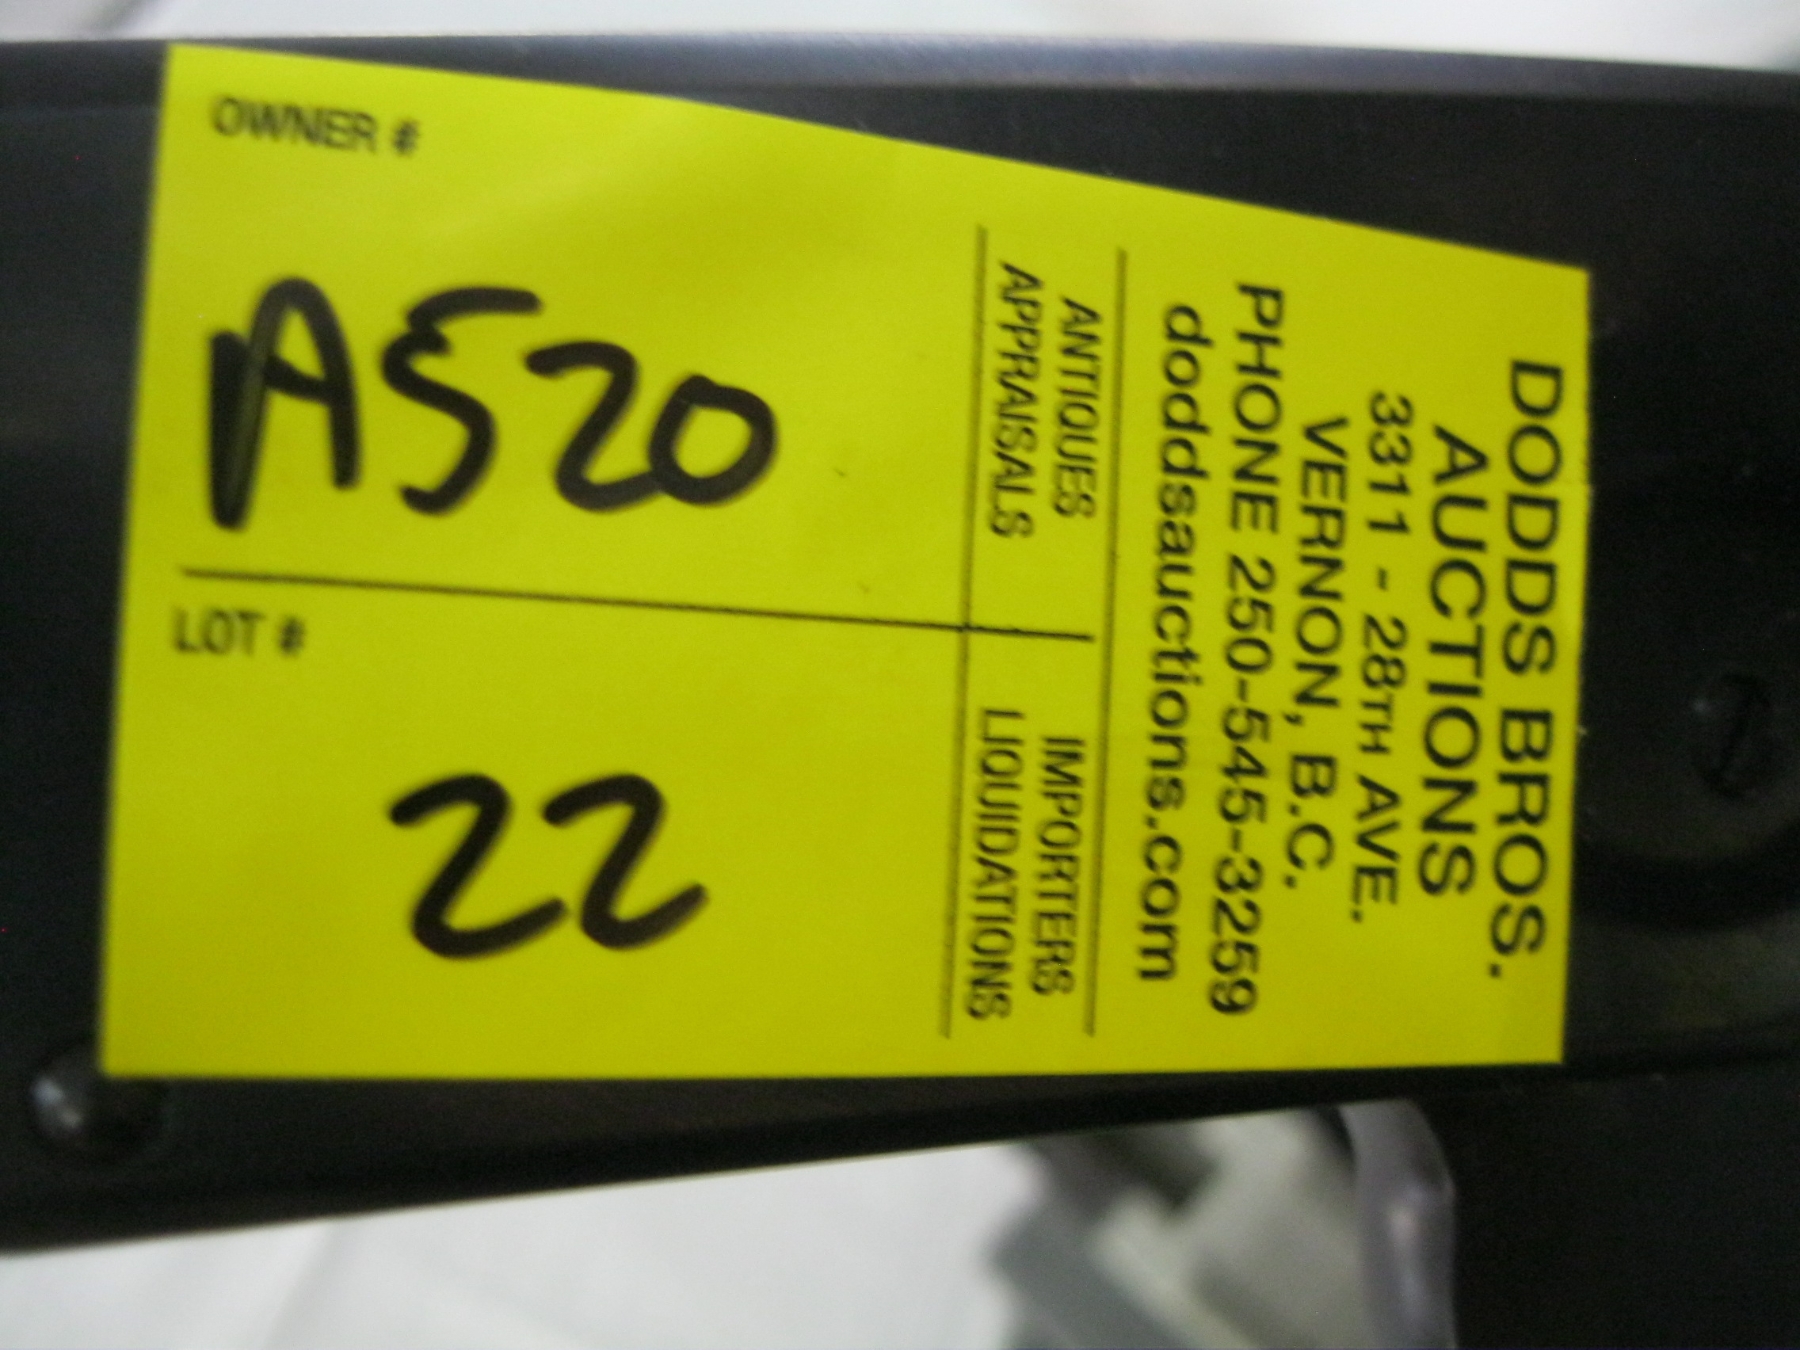 DODDS BROS.
AUCTIONS
3311 - 28TH AVE.
VERNON, B.C.
PHONE 250-545-3259
doddsauctions.com
ANTIQUES
APPRAISALS
IMPORTERS
LIQUIDATIONS
OWNER #
A520
LOT #
22